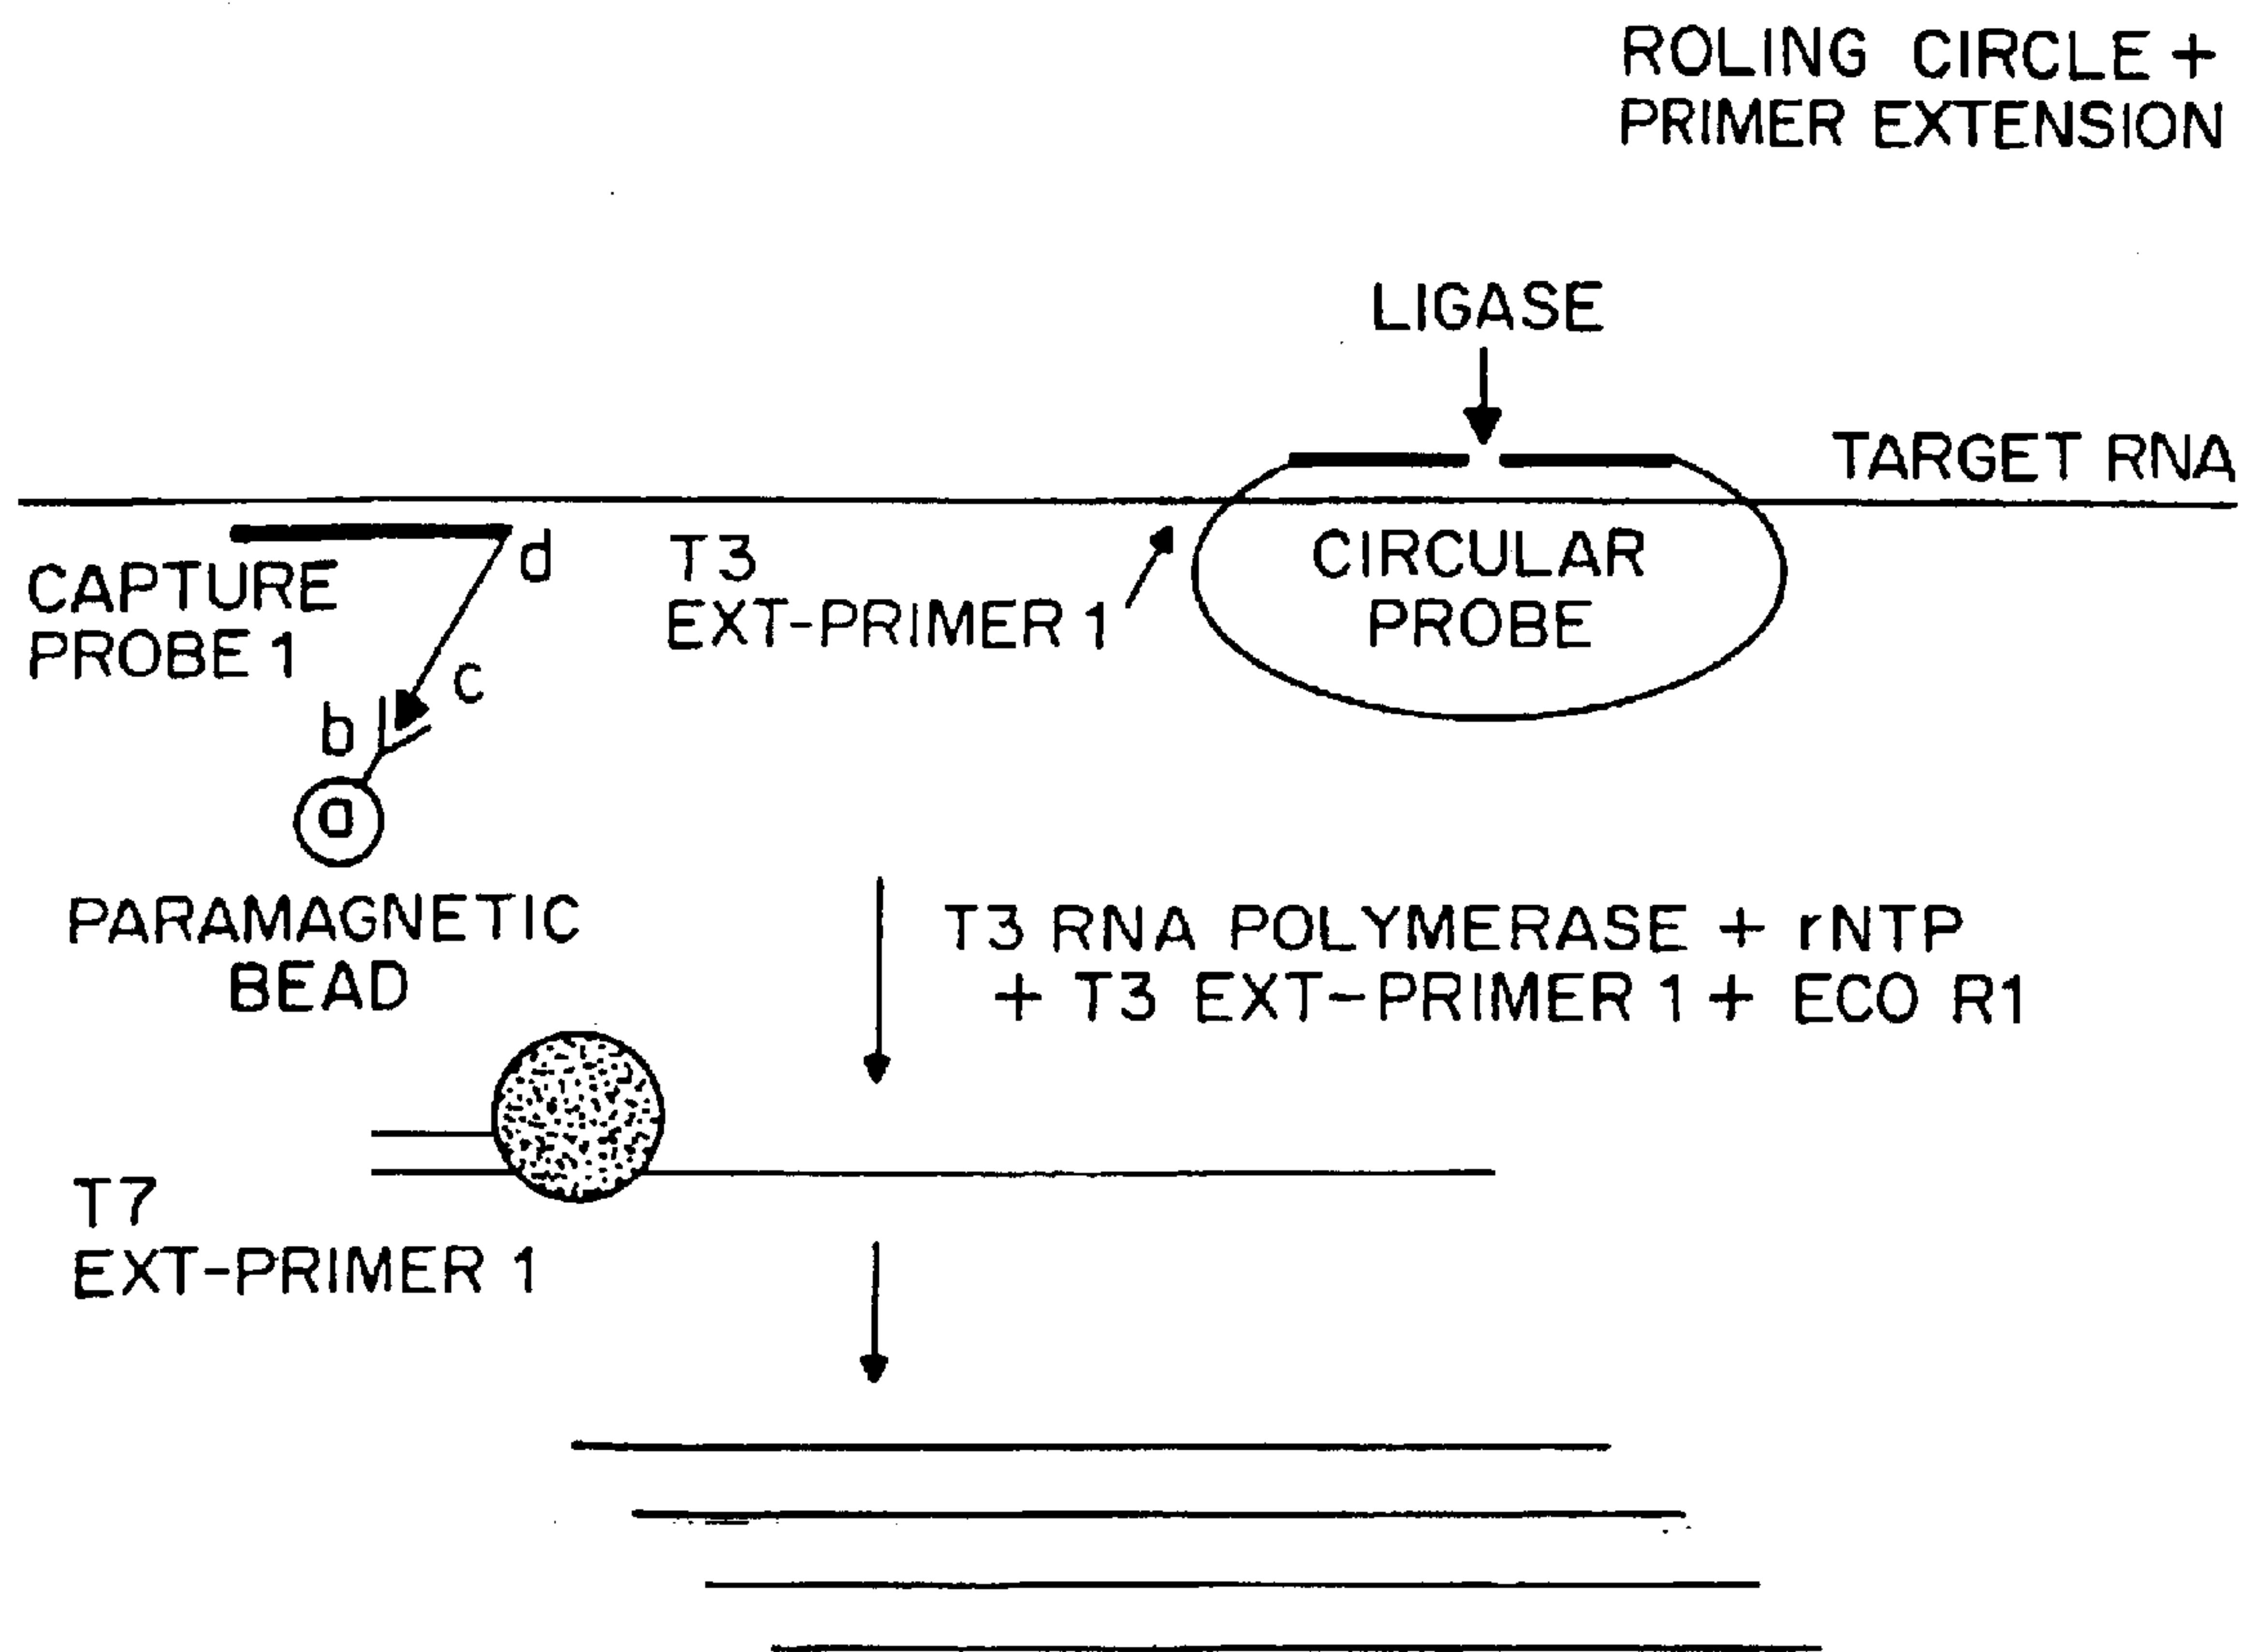 ROLING CIRCLE +
PRIMER EXTENSION
LIGASE
TARGET RNA
CAPTURE
PROBE 1
d
c
b
a
T3
EXT-PRIMER 1
CIRCULAR
PROBE
PARAMAGNETIC
BEAD
T3 RNA POLYMERASE + rNTP
+ T3 EXT-PRIMER 1 + ECO R1
T7
EXT-PRIMER 1